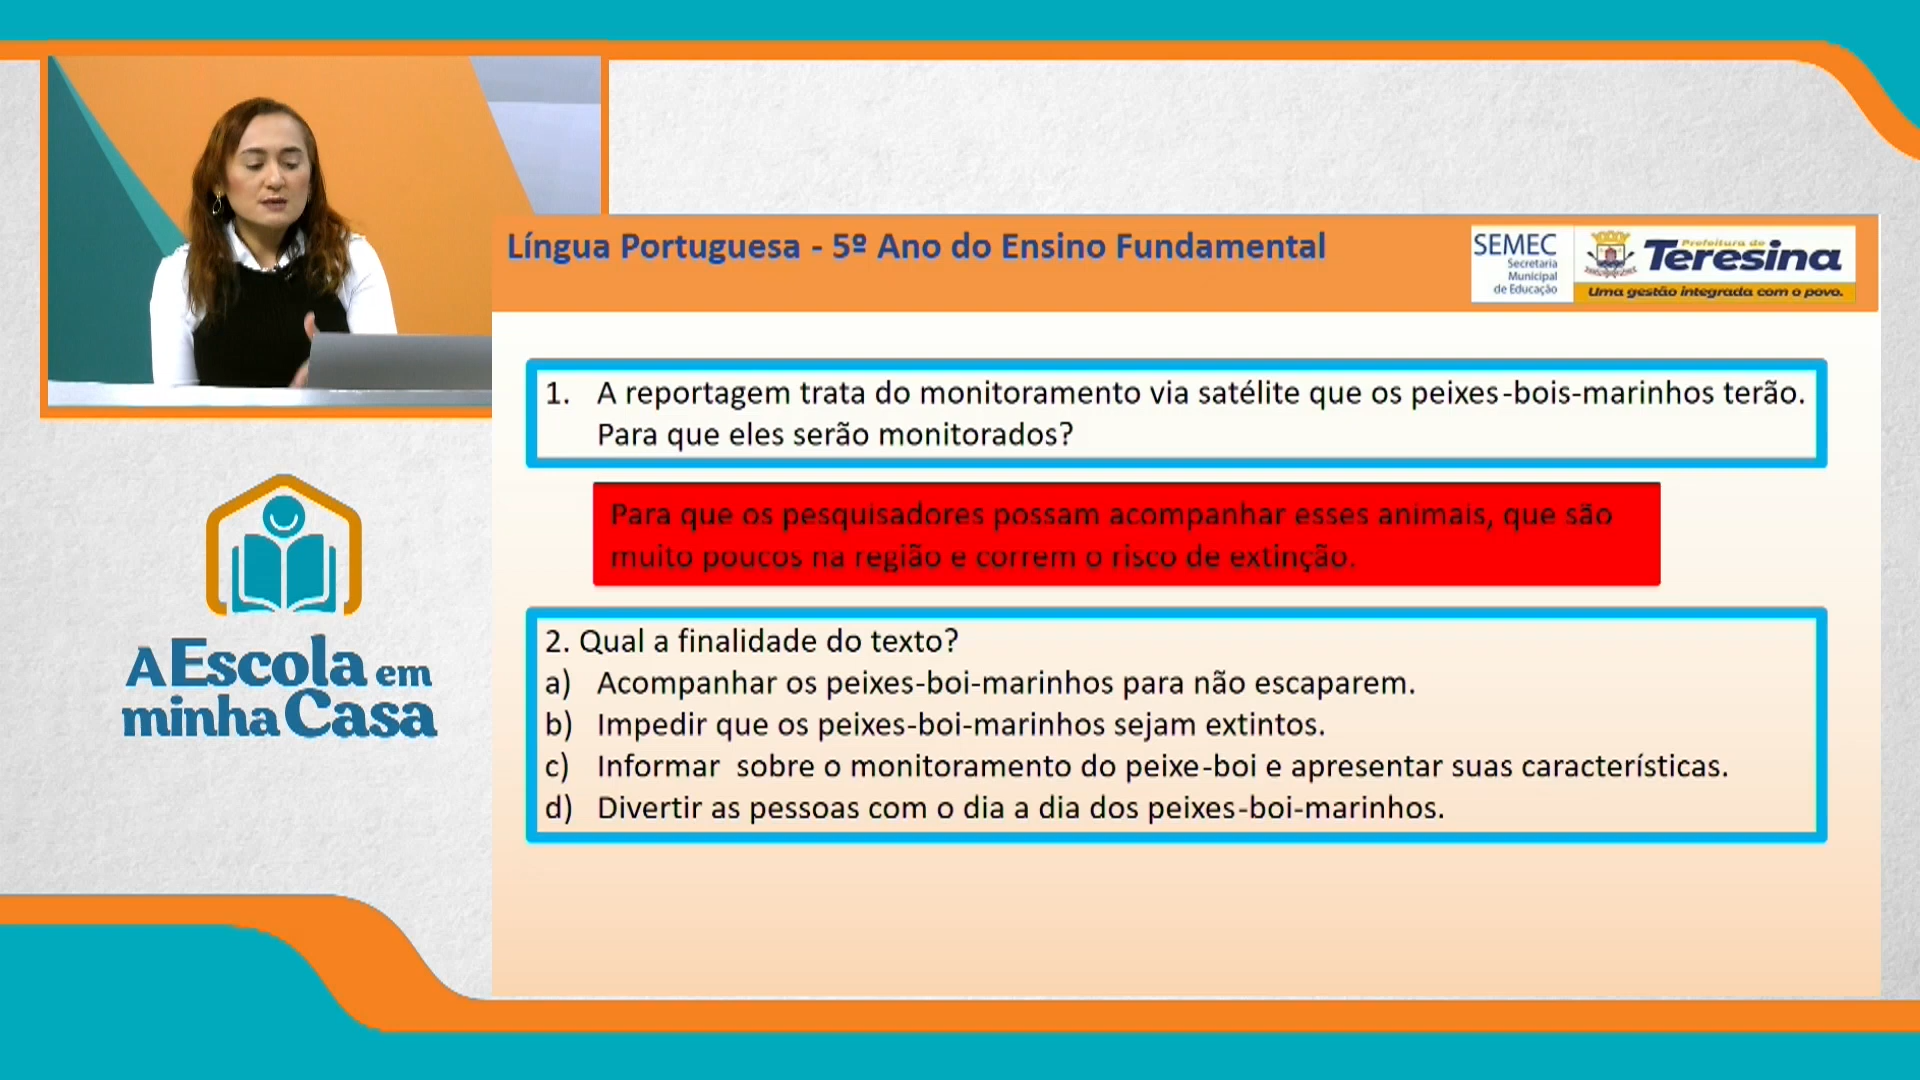 Língua Portuguesa - 5º Ano do Ensino Fundamental
SEMEC
Secretaria
Municipal
de Educação
Prefeitura de
Teresina
Uma gestão integrada com o povo.
1. A reportagem trata do monitoramento via satélite que os peixes-bois-marinhos terão.
Para que eles serão monitorados?
Para que os pesquisadores possam acompanhar esses animais, que são
muito poucos na região e correm o risco de extinção.
2. Qual a finalidade do texto?
a) Acompanhar os peixes-boi-marinhos para não escaparem.
b) Impedir que os peixes-boi-marinhos sejam extintos.
c) Informar sobre o monitoramento do peixe-boi e apresentar suas características.
d) Divertir as pessoas com o dia a dia dos peixes-boi-marinhos.
A Escola em
minha Casa